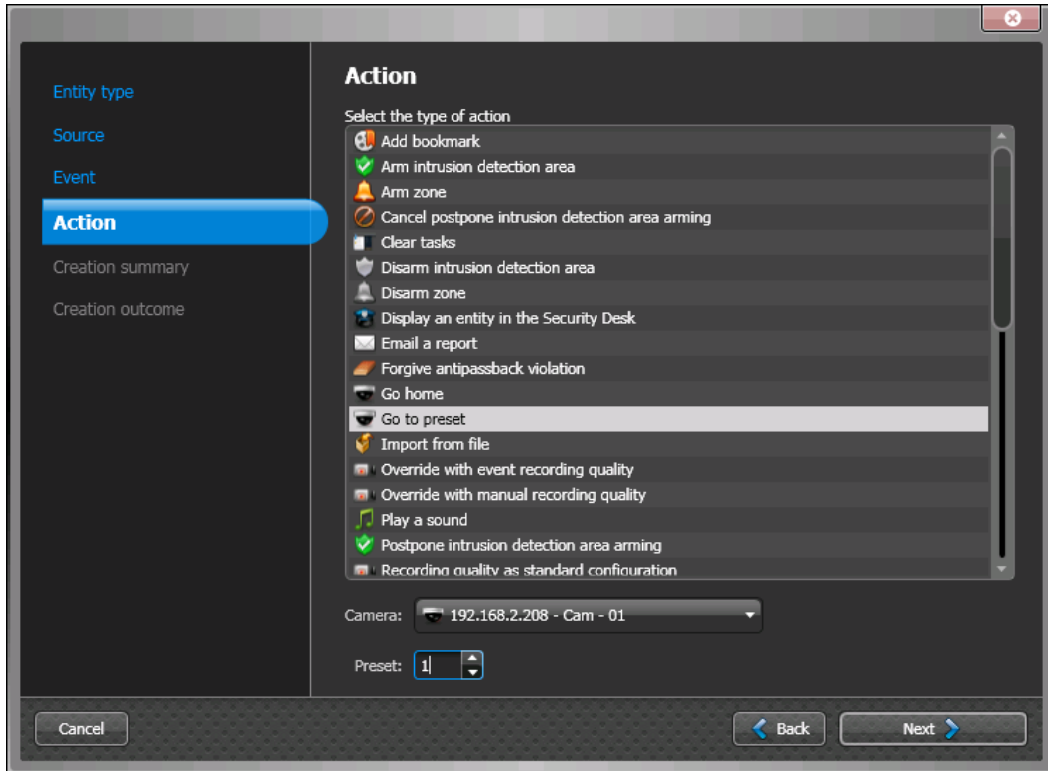 Entity type
Source
Event
Action
Creation summary
Creation outcome
Action
Select the type of action
Add bookmark
Arm intrusion detection area
Arm zone
Cancel postpone intrusion detection area arming
Clear tasks
Disarm intrusion detection area
Disarm zone
Display an entity in the Security Desk
Email a report
Forgive antipassback violation
Go home
Go to preset
Import from file
Override with event recording quality
Override with manual recording quality
Play a sound
Postpone intrusion detection area arming
Recording quality as standard configuration
Camera: 192.168.2.208 - Cam - 01
Preset: 1
Cancel Back Next